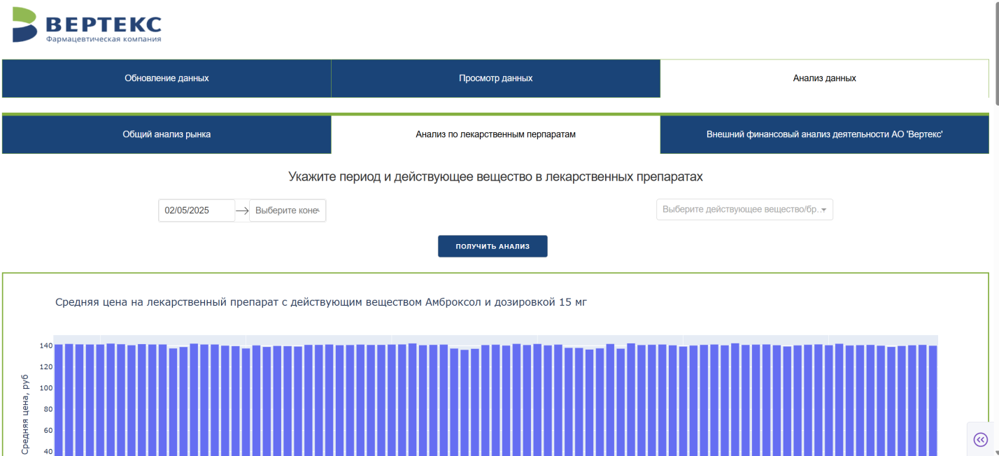 ВЕРТЕКС
Фармацевтическая компания
Обновление данных
Просмотр данных
Анализ данных
Общий анализ рынка
Анализ по лекарственным перпаратам
Внешний финансовый анализ деятельности АО 'Вертекс'
Укажите период и действующее вещество в лекарственных препаратах
02/05/2025
Выберите коне
Выберите действующее вещество/бр...
ПОЛУЧИТЬ АНАЛИЗ
Средняя цена на лекарственный препарат с действующим веществом Амброксол и дозировкой 15 мг
140
120
100
80
60
40
Средняя цена, руб